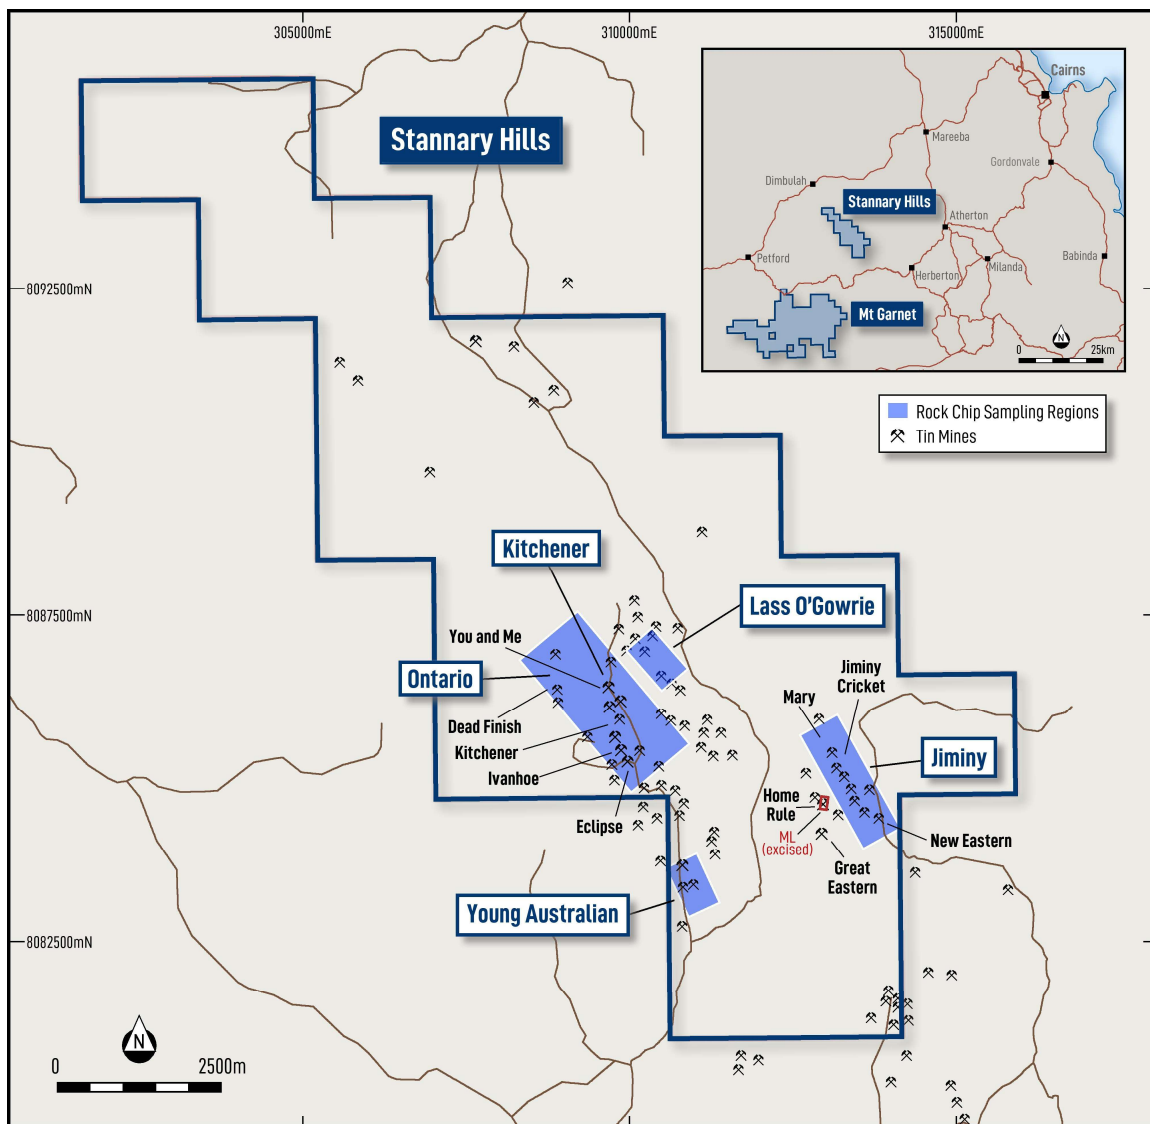 305000mE
310000mE
315000mE
Stannary Hills
Cairns
Mareeba
Gordonvale
Dimbulah
Stannary Hills
Atherton
Petford
Herberton
Milanda
Babinda
Mt Garnet
N
0
25km
8092500mN
Rock Chip Sampling Regions
Tin Mines
Kitchener
8087500mN
Lass O'Gowrie
You and Me
Ontario
Jiminy
Cricket
Mary
Dead Finish
Kitchener
Ivanhoe
Jiminy
Home
Rule
Eclipse
ML
(excised)
New Eastern
Great
Eastern
Young Australian
8082500mN
N
0
2500m